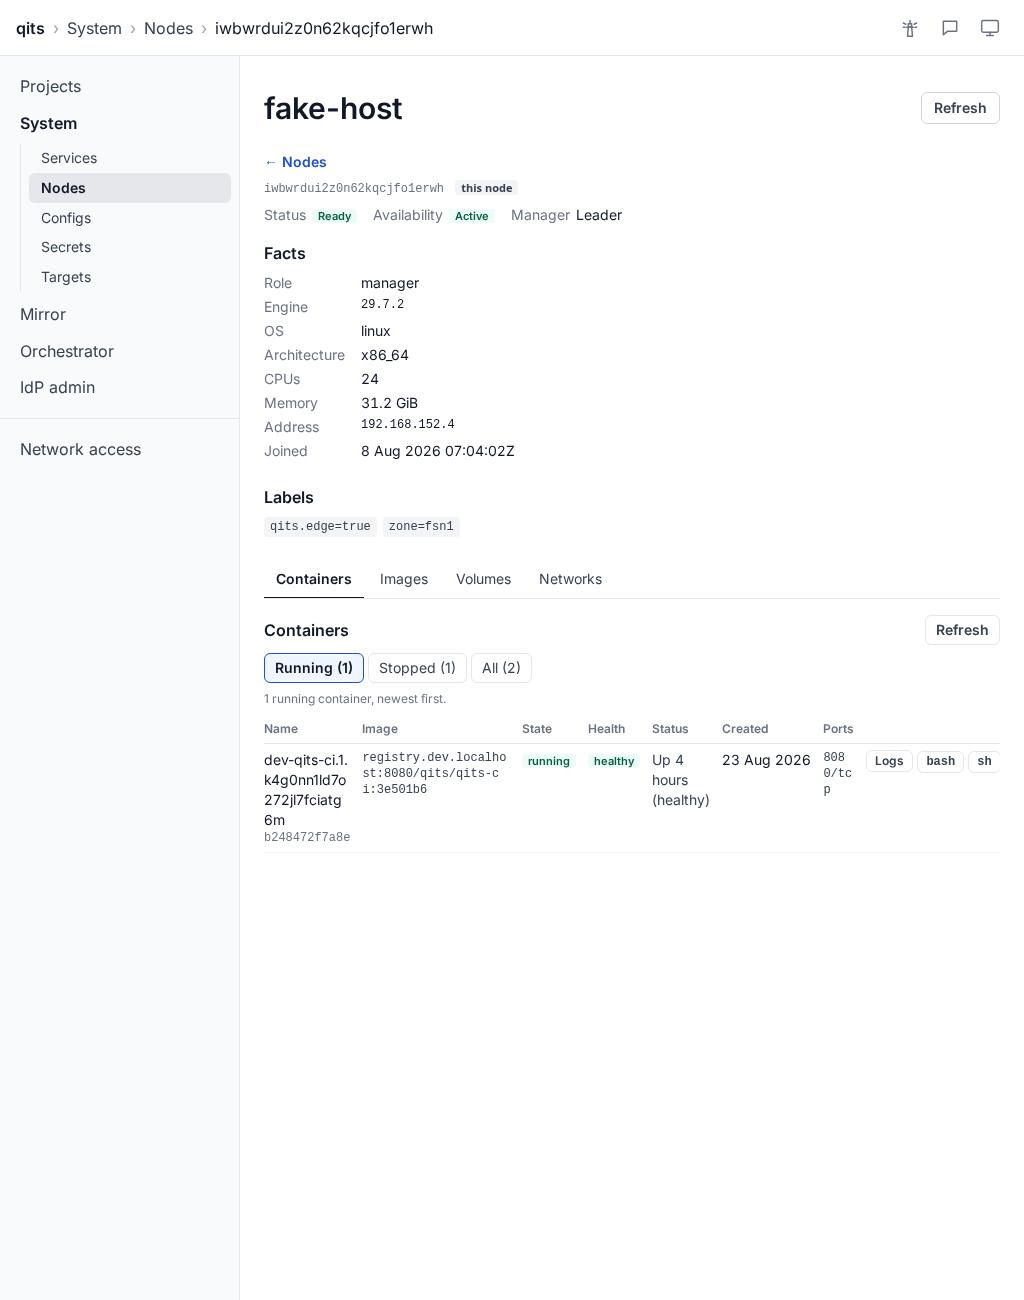 qits › System › Nodes › iwbwrdui2z0n62kqcjfo1erwh
Projects
System
Services
Nodes
Configs
Secrets
Targets
Mirror
Orchestrator
IdP admin
Network access
fake-host
Refresh
← Nodes
iwbwrdui2z0n62kqcjfo1erwh this node
Status Ready Availability Active Manager Leader
Facts
Role manager
Engine 29.7.2
OS linux
Architecture x86_64
CPUs 24
Memory 31.2 GiB
Address 192.168.152.4
Joined 8 Aug 2026 07:04:02Z
Labels
qits.edge=true zone=fsn1
Containers Images Volumes Networks
Containers
Refresh
Running (1) Stopped (1) All (2)
1 running container, newest first.
Name Image State Health Status Created Ports
dev-qits-ci.1.
k4g0nn1ld7o
272jl7fciatg
6m
b248472f7a8e
registry.dev.localho
st:8080/qits/qits-c
i:3e501b6
running
healthy
Up 4
hours
(healthy)
23 Aug 2026
808
0/tc
p
Logs bash sh